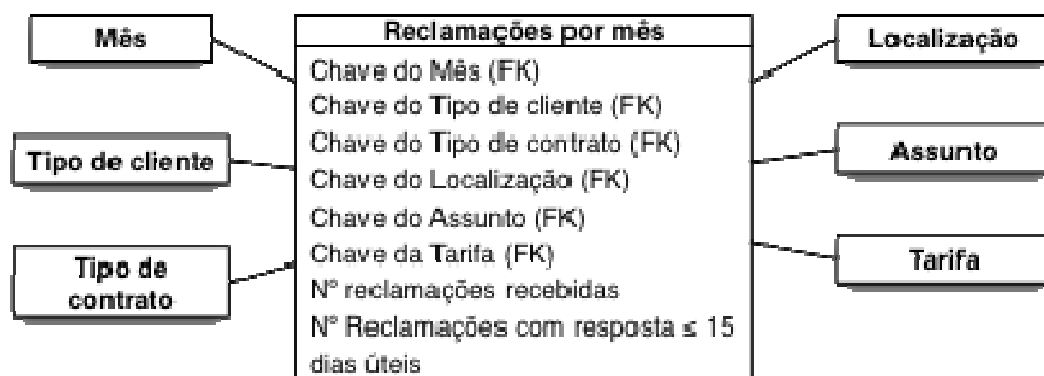 Mês
Tipo de cliente
Tipo de
contrato
Reclamações por mês
Chave do Mês (FK)
Chave do Tipo de cliente (FK)
Chave do Tipo de contrato (FK)
Chave do Localização (FK)
Chave do Assunto (FK)
Chave da Tarifa (FK)
Nº reclamações recebidas
Nº Reclamações com resposta ≤ 15
dias úteis
Localização
Assunto
Tarifa